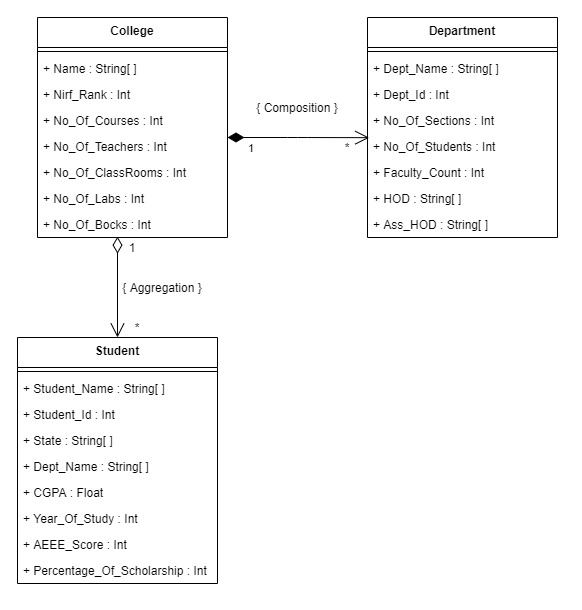 College
+ Name : String[ ]
+ Nirf_Rank : Int
+ No_Of_Courses : Int
+ No_Of_Teachers : Int
+ No_Of_ClassRooms : Int
+ No_Of_Labs : Int
+ No_Of_Bocks : Int
{ Composition }
1
*
Department
+ Dept_Name : String[ ]
+ Dept_Id : Int
+ No_Of_Sections : Int
+ No_Of_Students : Int
+ Faculty_Count : Int
+ HOD : String[ ]
+ Ass_HOD : String[ ]
1
{ Aggregation }
*
Student
+ Student_Name : String[ ]
+ Student_Id : Int
+ State : String[ ]
+ Dept_Name : String[ ]
+ CGPA : Float
+ Year_Of_Study : Int
+ AEEE_Score : Int
+ Percentage_Of_Scholarship : Int